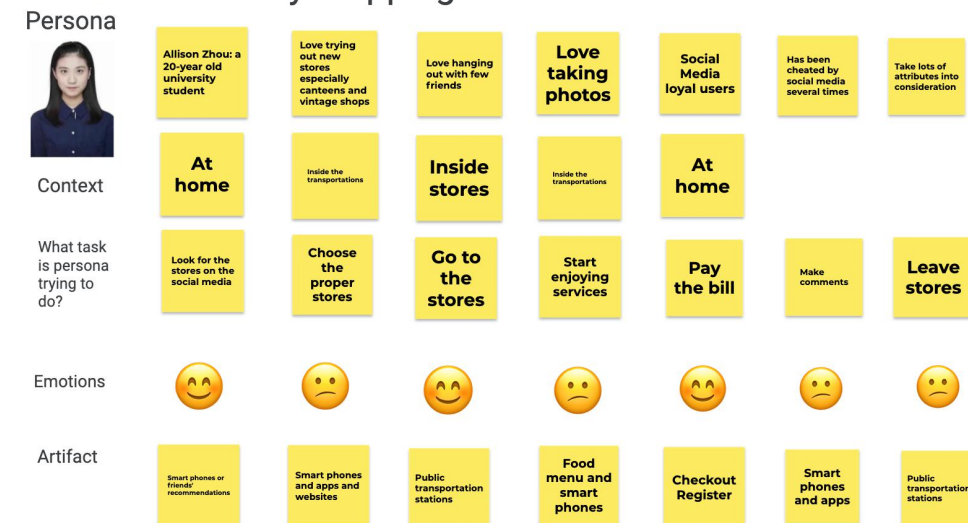 Persona
Allison Zhou: a
20-year old
university
student
Love trying
out new
stores
especially
canteens and
vintage shops
Love hanging
out with few
friends
Love
taking
photos
Social
Media
loyal users
Has been
cheated by
social media
several times
Take lots of
attributes into
consideration
Context
At
home
Inside the
transportations
Inside
stores
Inside the
transportations
At
home
What task
is persona
trying to
do?
Look for the
stores on the
social media
Choose
the
proper
stores
Go to
the
stores
Start
enjoying
services
Pay
the bill
Make
comments
Leave
stores
Emotions
Artifact
Smart phones or
friends'
recommendations
Smart phones
and apps and
websites
Public
transportation
stations
Food
menu and
smart
phones
Checkout
Register
Smart
phones
and apps
Public
transportation
stations